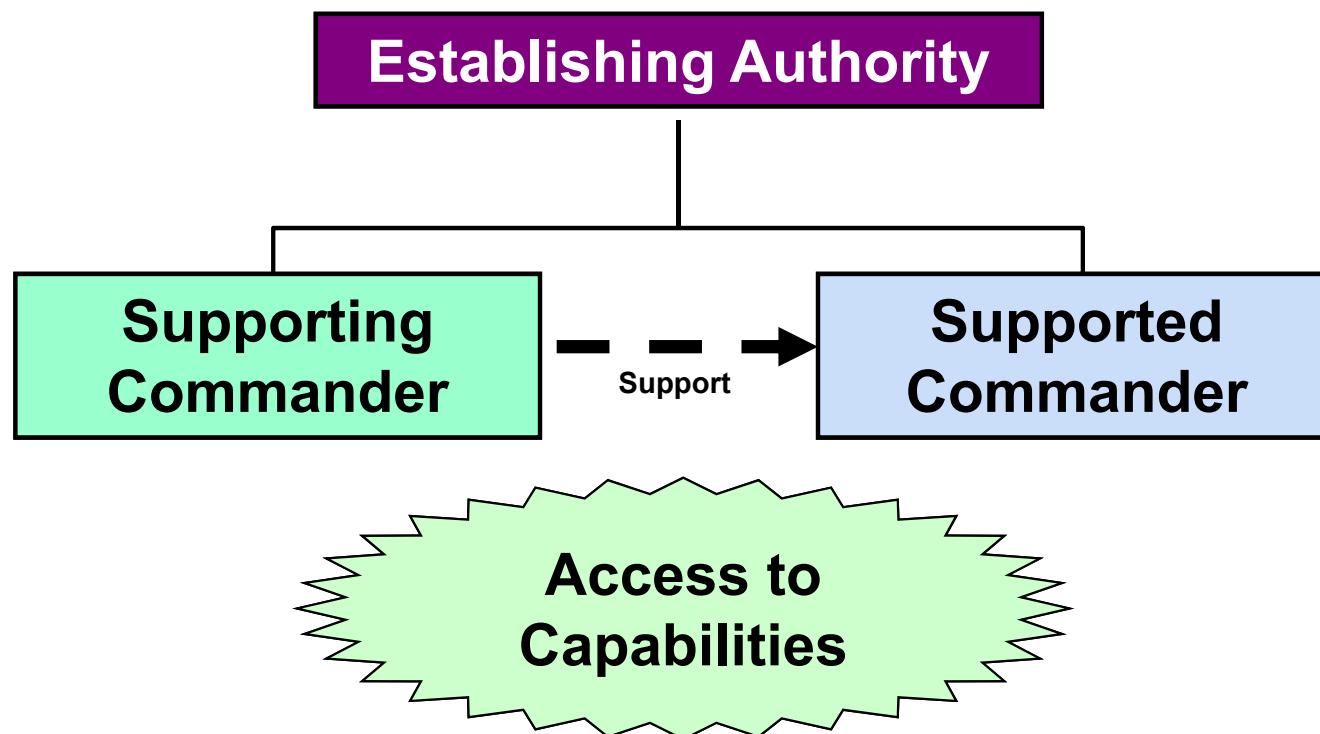 Establishing Authority
Supporting
Commander
Support
Supported
Commander
Access to
Capabilities